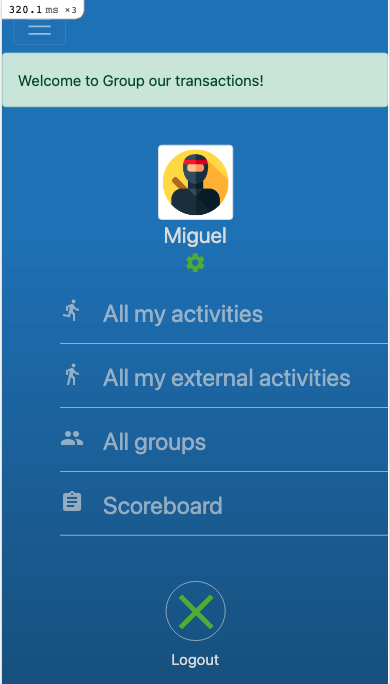 320.1 ms ×3
Welcome to Group our transactions!
Miguel
All my activities
All my external activities
All groups
Scoreboard
Logout